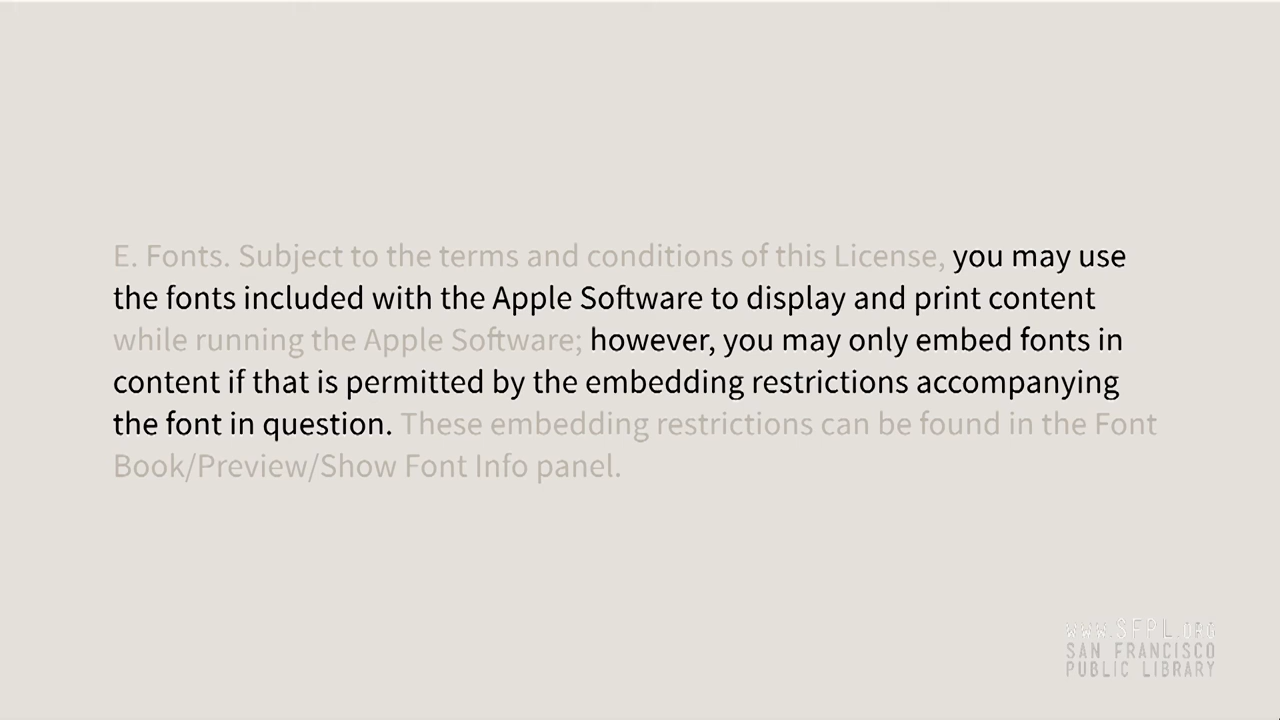 E. Fonts. Subject to the terms and conditions of this License, you may use
the fonts included with the Apple Software to display and print content
while running the Apple Software; however, you may only embed fonts in
content if that is permitted by the embedding restrictions accompanying
the font in question. These embedding restrictions can be found in the Font
Book/Preview/Show Font Info panel.
WWW.SFPL.ORG
SAN FRANCISCO
PUBLIC LIBRARY